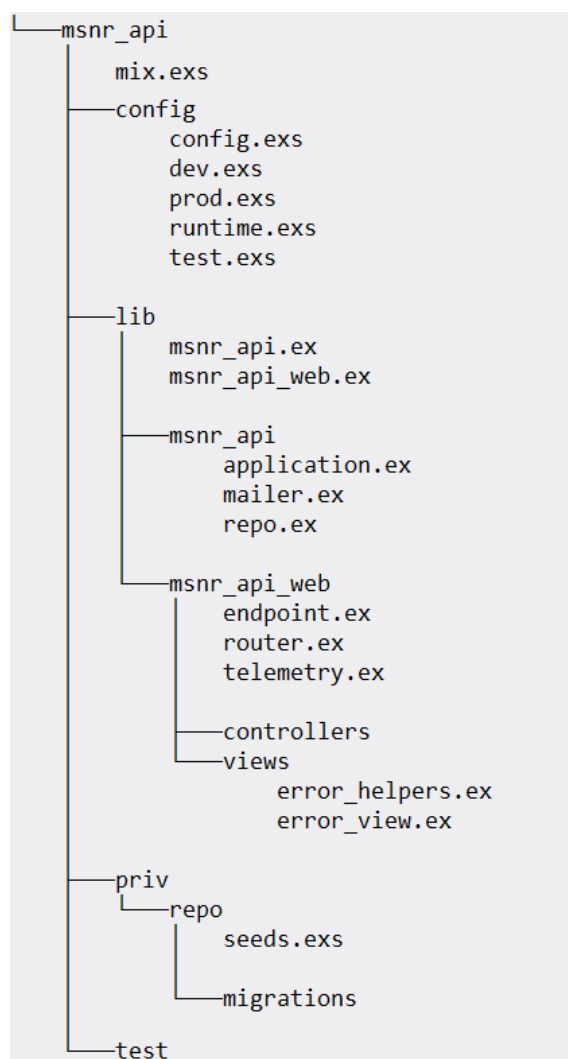 msnr_api
mix.exs
config
config.exs
dev.exs
prod.exs
runtime.exs
test.exs
lib
msnr_api.ex
msnr_api_web.ex
msnr_api
application.ex
mailer.ex
repo.ex
msnr_api_web
endpoint.ex
router.ex
telemetry.ex
controllers
views
error_helpers.ex
error_view.ex
priv
repo
seeds.exs
migrations
test